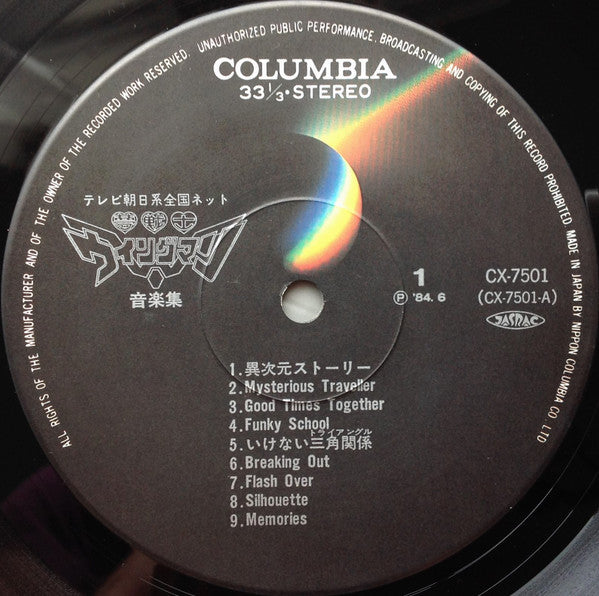 ALL RIGHTS OF THE MANUFACTURER AND OF THE OWNER OF THE RECORDED WORK RESERVED. UNAUTHORIZED PUBLIC PERFORMANCE. BROADCASTING AND COPYING OF THIS RECORD PROHIBITED MADE IN JAPAN BY NIPPON COLUMBIA CO. LTD
COLUMBIA
33 1/3・STEREO
テレビ朝日系全国ネット
夢戦士
ウイングマン
音楽集
1
Ⓟ '84.6
CX-7501
(CX-7501-A)
JASRAC
1.異次元ストーリー
2.Mysterious Traveller
3.Good Times Together
4.Funky School
トライアングル
5.いけない三角関係
6.Breaking Out
7.Flash Over
8.Silhouette
9.Memories